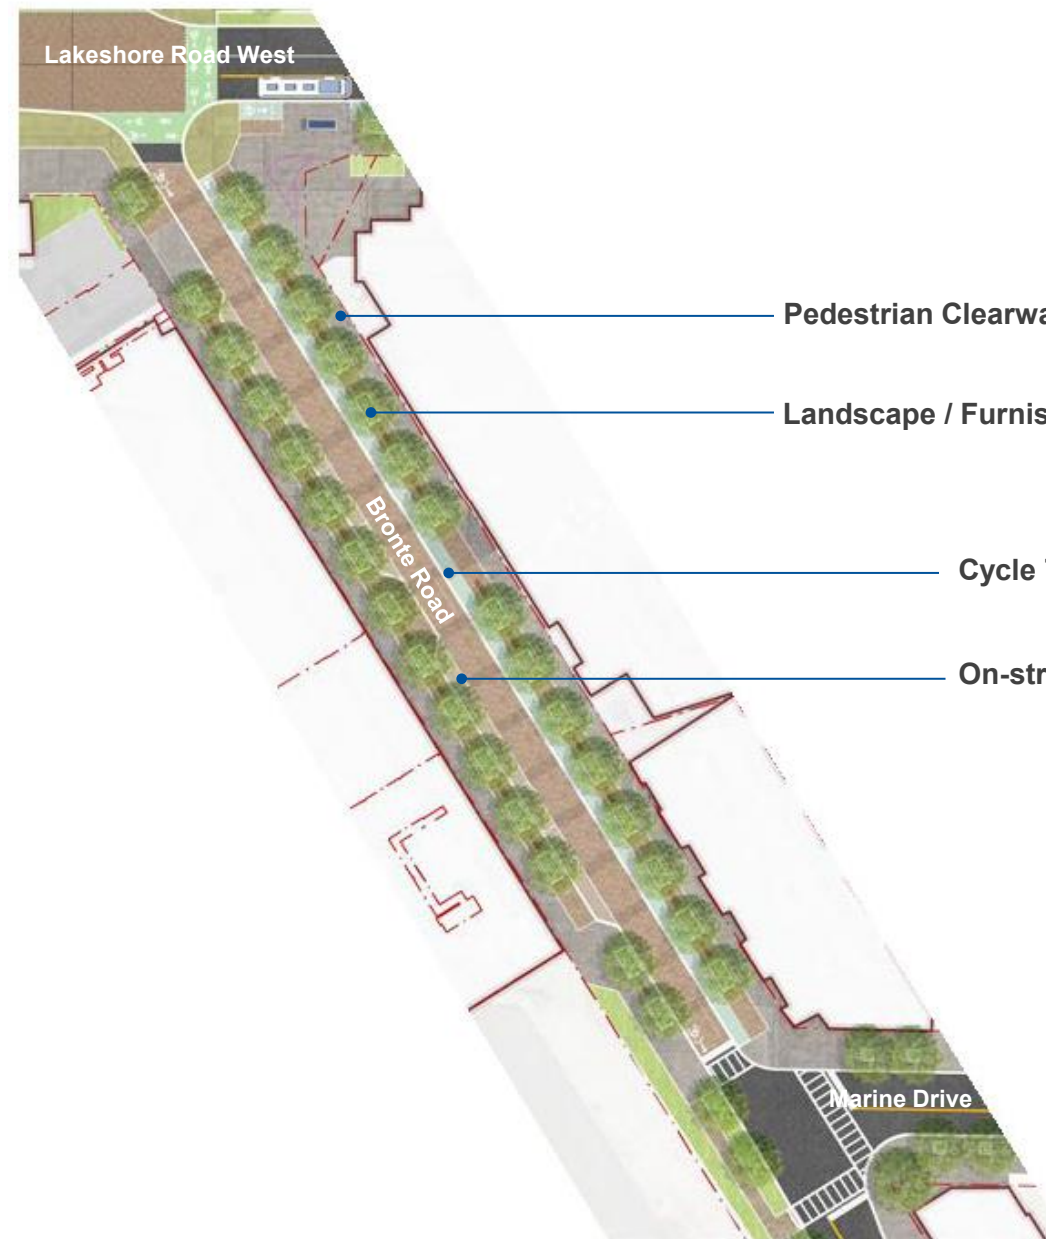 Lakeshore Road West
Pedestrian Clearwa
Landscape / Furnis
Bronte Road
Cycle
On-str
Marine Drive